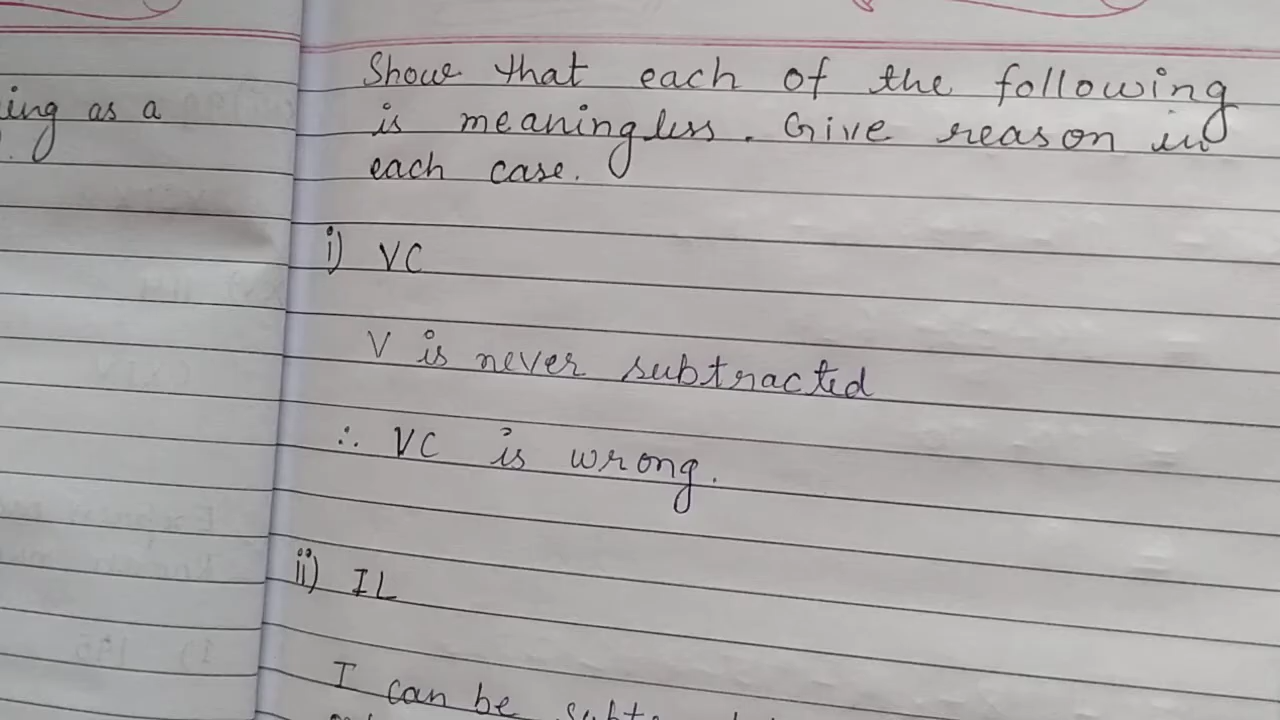 ing as a
Show that each of the following
is meaningless. Give reason in
each case.
i) VC
V is never subtracted
∴ VC is wrong.
ii) IL
I can be